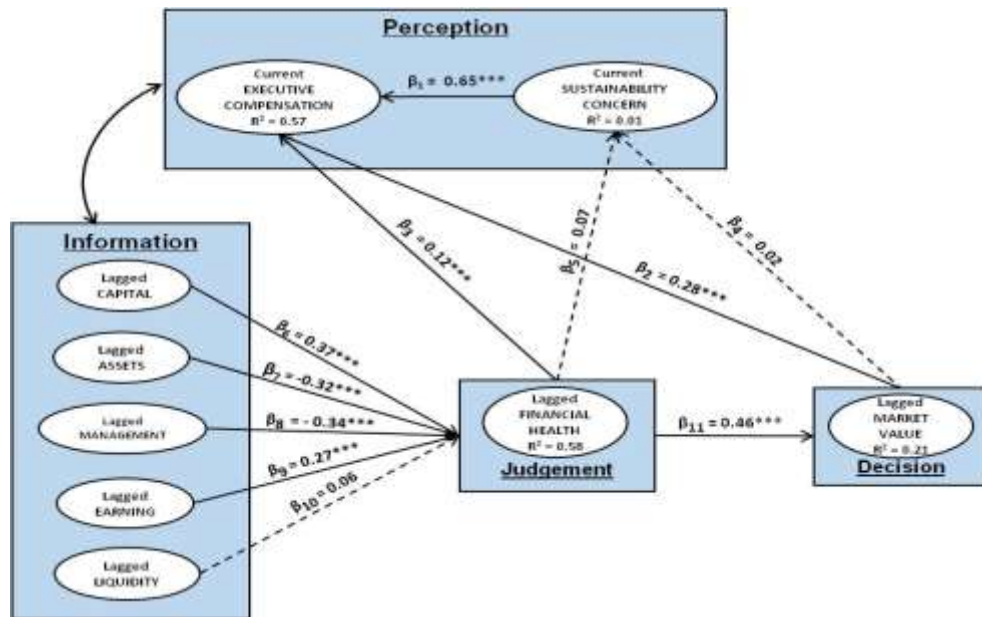 Perception
Current
EXECUTIVE
COMPENSATION
R² = 0.57
β₁ = 0.65***
Current
SUSTAINABILITY
CONCERN
R² = 0.01
β₃ = 0.12***
β₅ = 0.07
β₄ = 0.02
β₂ = 0.28***
Information
Lagged
CAPITAL
Lagged
ASSETS
Lagged
MANAGEMENT
Lagged
EARNING
Lagged
LIQUIDITY
β₆ = 0.37***
β₇ = -0.32***
β₈ = -0.34***
β₉ = 0.27***
β₁₀ = 0.06
Lagged
FINANCIAL
HEALTH
R² = 0.58
Judgement
β₁₁ = 0.46***
Lagged
MARKET
VALUE
R² = 0.21
Decision